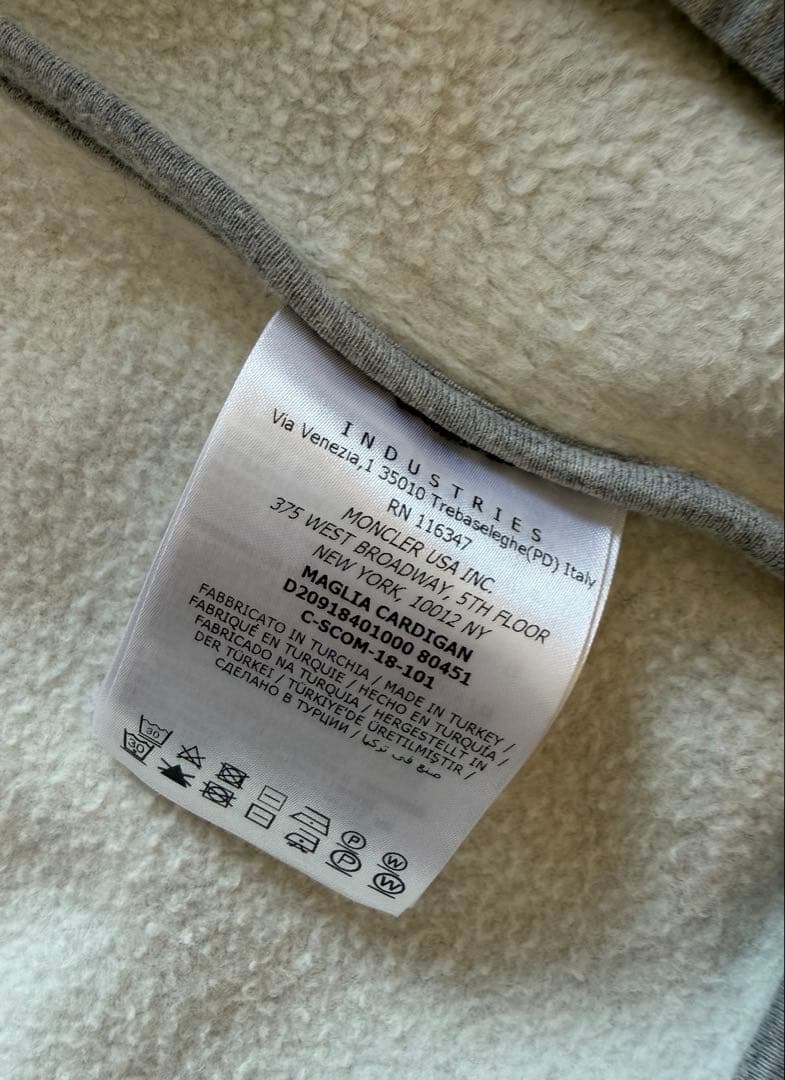 INDUSTRIES
Via Venezia,1 35010 Trebaseleghe(PD) Italy
RN 116347
MONCLER USA INC.
375 WEST BROADWAY, 5TH FLOOR
NEW YORK, 10012 NY
MAGLIA CARDIGAN
D20918401000 80451
C-SCOM-18-101
FABBRICATO IN TURCHIA / MADE IN TURKEY /
FABRIQUÉ EN TURQUIE / HECHO EN TURQUÍA /
FABRICADO NA TURQUIA / HERGESTELLT IN
DER TÜRKEI / TÜRKIYE'DE ÜRETILMIŞTIR /
СДЕЛАНО В ТУРЦИИ / صنع في تركيا
30 P W
30 P W